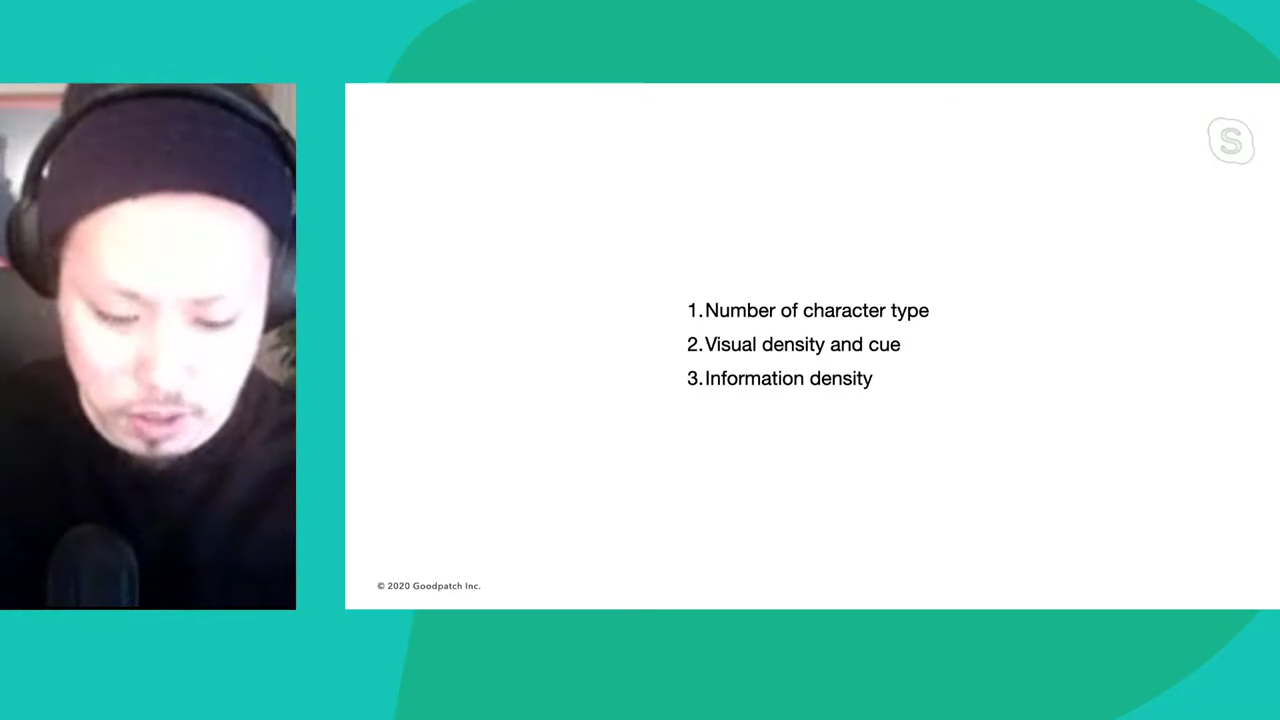 S
1.Number of character type
2.Visual density and cue
3.Information density
© 2020 Goodpatch Inc.